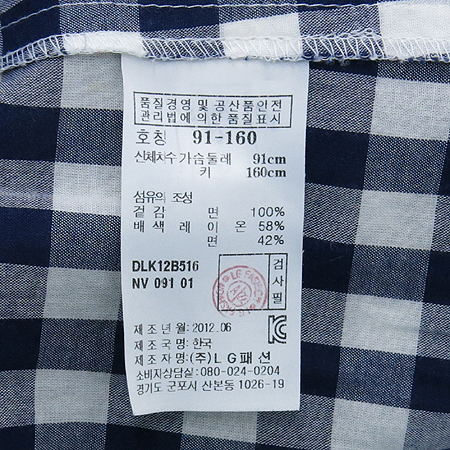 품질경영 및 공산품안전
관리법에 의한 품질표시
호칭 91-160
신체차수 가슴둘레 91cm
키 160cm
섬유의 조성
겉감 면 100%
배색 레이온 58%
면 42%
DLK12B516
NV 091 01
검사필
제조년월: 2012.06
제조국명: 한국
제조자명: (주)LG패션
소비자상담실: 080-024-0204
경기도 군포시 산본동 1026-19